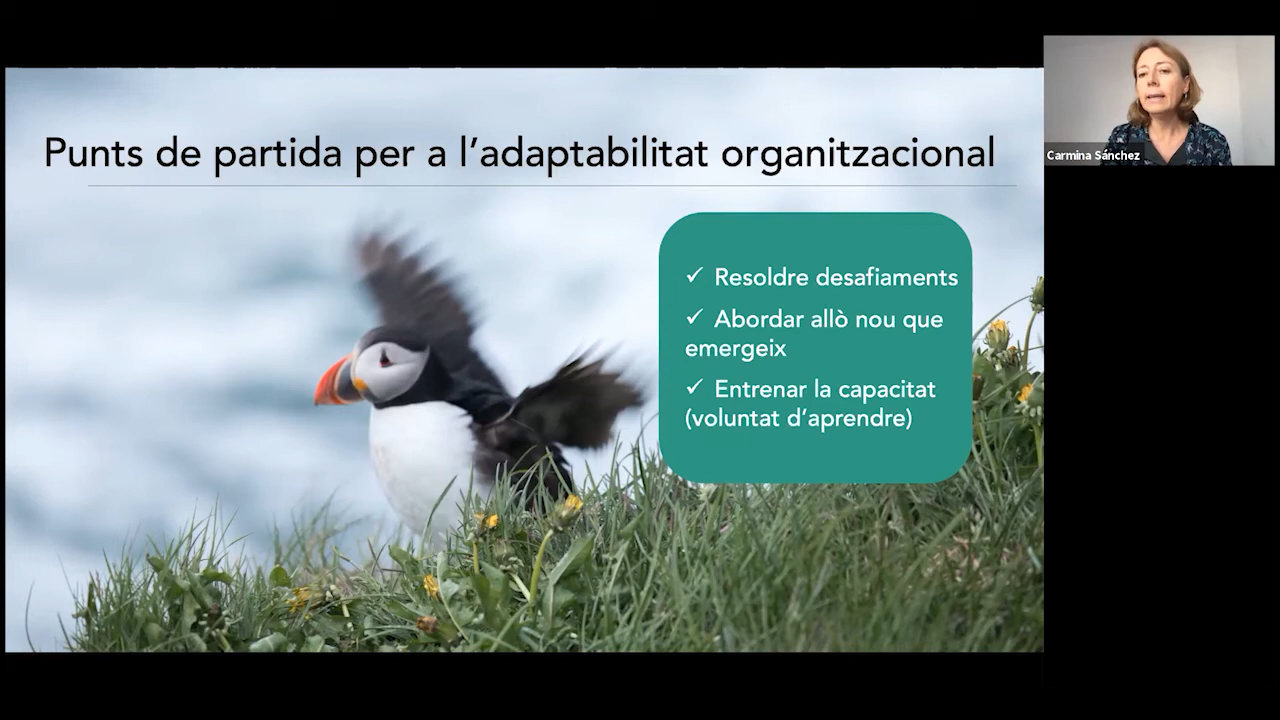 Punts de partida per a l'adaptabilitat organitzacional
✓ Resoldre desafiaments
✓ Abordar allò nou que
emergeix
✓ Entrenar la capacitat
(voluntat d'aprendre)
Carmina Sánchez